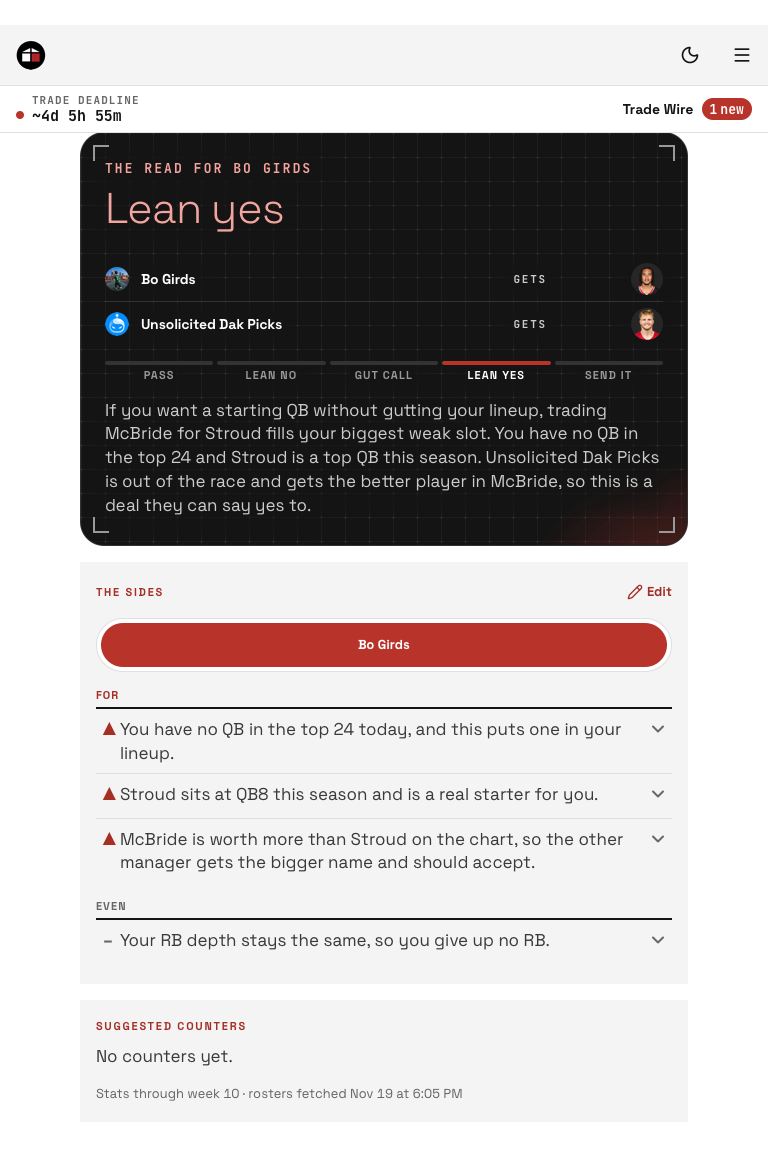 TRADE DEADLINE
~4d 5h 55m
Trade Wire 1 new
THE READ FOR BO GIRDS
Lean yes
Bo Girds GETS
Unsolicited Dak Picks GETS
PASS LEAN NO GUT CALL LEAN YES SEND IT
If you want a starting QB without gutting your lineup, trading
McBride for Stroud fills your biggest weak slot. You have no QB in
the top 24 and Stroud is a top QB this season. Unsolicited Dak Picks
is out of the race and gets the better player in McBride, so this is a
deal they can say yes to.
THE SIDES Edit
Bo Girds
FOR
You have no QB in the top 24 today, and this puts one in your
lineup.
Stroud sits at QB8 this season and is a real starter for you.
McBride is worth more than Stroud on the chart, so the other
manager gets the bigger name and should accept.
EVEN
– Your RB depth stays the same, so you give up no RB.
SUGGESTED COUNTERS
No counters yet.
Stats through week 10 · rosters fetched Nov 19 at 6:05 PM